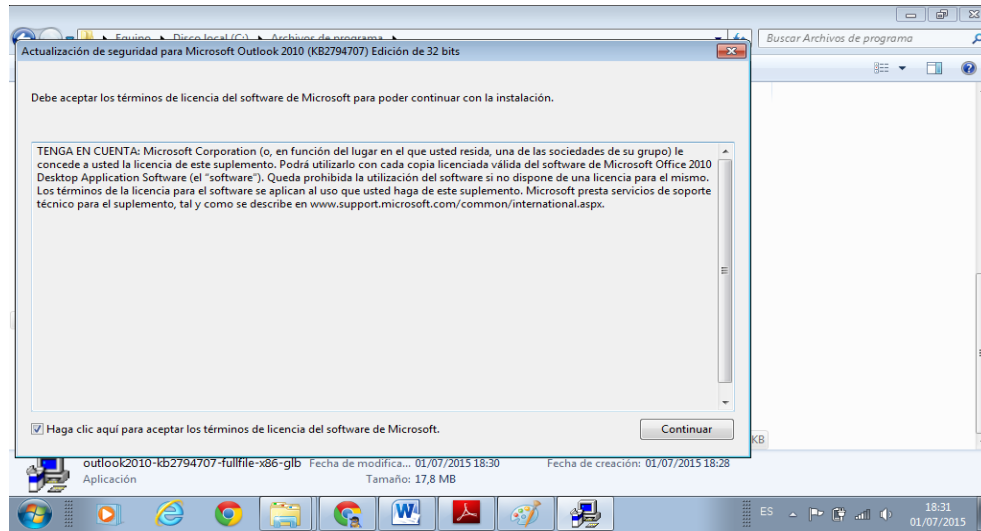 Equipo ▸ Disco local (C:) ▸ Archivos de programa ▸
Buscar Archivos de programa
Actualización de seguridad para Microsoft Outlook 2010 (KB2794707) Edición de 32 bits
Debe aceptar los términos de licencia del software de Microsoft para poder continuar con la instalación.
TENGA EN CUENTA: Microsoft Corporation (o, en función del lugar en el que usted resida, una de las sociedades de su grupo) le
concede a usted la licencia de este suplemento. Podrá utilizarlo con cada copia licenciada válida del software de Microsoft Office 2010
Desktop Application Software (el "software"). Queda prohibida la utilización del software si no dispone de una licencia para el mismo.
Los términos de la licencia para el software se aplican al uso que usted haga de este suplemento. Microsoft presta servicios de soporte
técnico para el suplemento, tal y como se describe en www.support.microsoft.com/common/international.aspx.
Haga clic aquí para aceptar los términos de licencia del software de Microsoft.
Continuar
KB
outlook2010-kb2794707-fullfile-x86-glb Fecha de modifica... 01/07/2015 18:30 Fecha de creación: 01/07/2015 18:28
Aplicación Tamaño: 17,8 MB
ES
18:31
01/07/2015